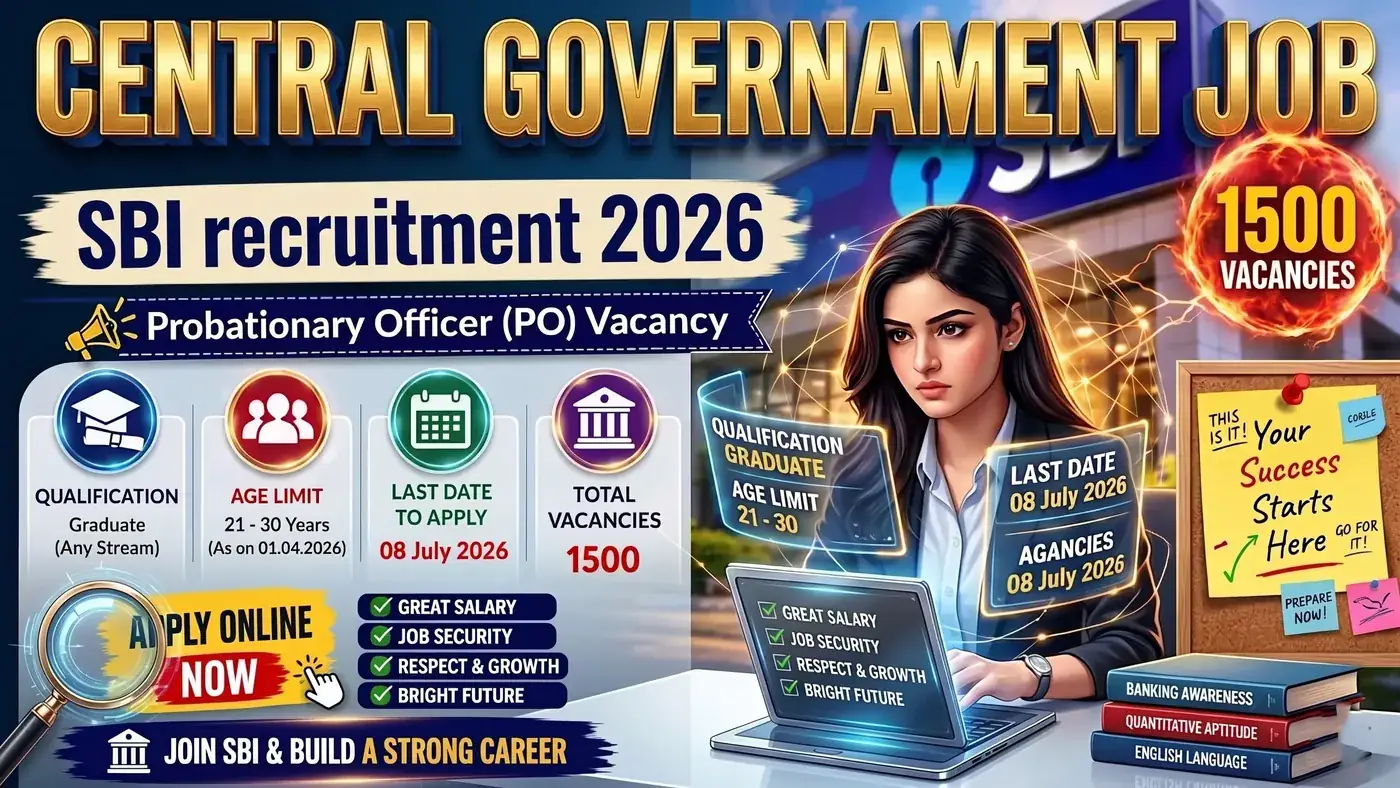 CENTRAL GOVERNAMENT JOB
SBI
SBI recruitment 2026
1500
VACANCIES
Probationary Officer (PO) Vacancy
QUALIFICATION
Graduate
(Any Stream)
AGE LIMIT
21 - 30 Years
(As on 01.04.2026)
LAST DATE
TO APPLY
08 July 2026
TOTAL
VACANCIES
1500
QUALIFICATION
GRADUATE
AGE LIMIT
21 - 30
LAST DATE
08 July 2026
AGANCIES
08 July 2026
THIS
IS IT!
Your
Success
Starts
Here
GO FOR
IT!
PREPARE
NOW!
APPLY ONLINE
NOW
GREAT SALARY
JOB SECURITY
RESPECT & GROWTH
BRIGHT FUTURE
GREAT SALARY
JOB SECURITY
RESPECT & GROWTH
BRIGHT FUTURE
BANKING AWARENESS
QUANTITATIVE APTITUDE
ENGLISH LANGUAGE
JOIN SBI & BUILD A STRONG CAREER